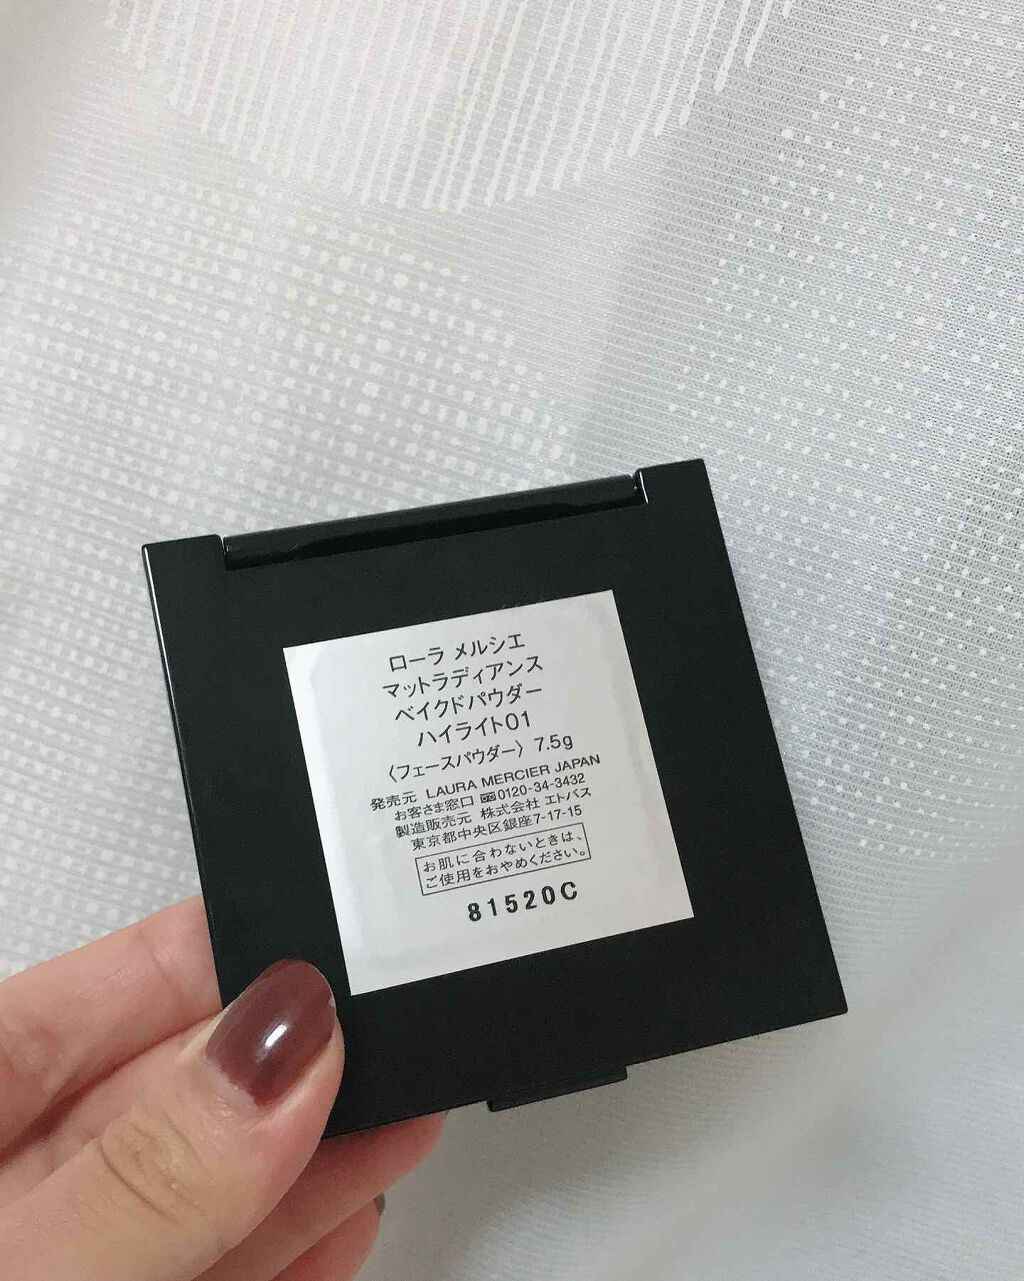 ローラ メルシエ
マットラディアンス
ベイクドパウダー
ハイライト01
〈フェースパウダー〉 7.5g
発売元 LAURA MERCIER JAPAN
お客さま窓口 0120-34-3432
製造販売元 株式会社 エトバス
東京都中央区銀座7-17-15
お肌に合わないときは、
ご使用をおやめください。
81520C